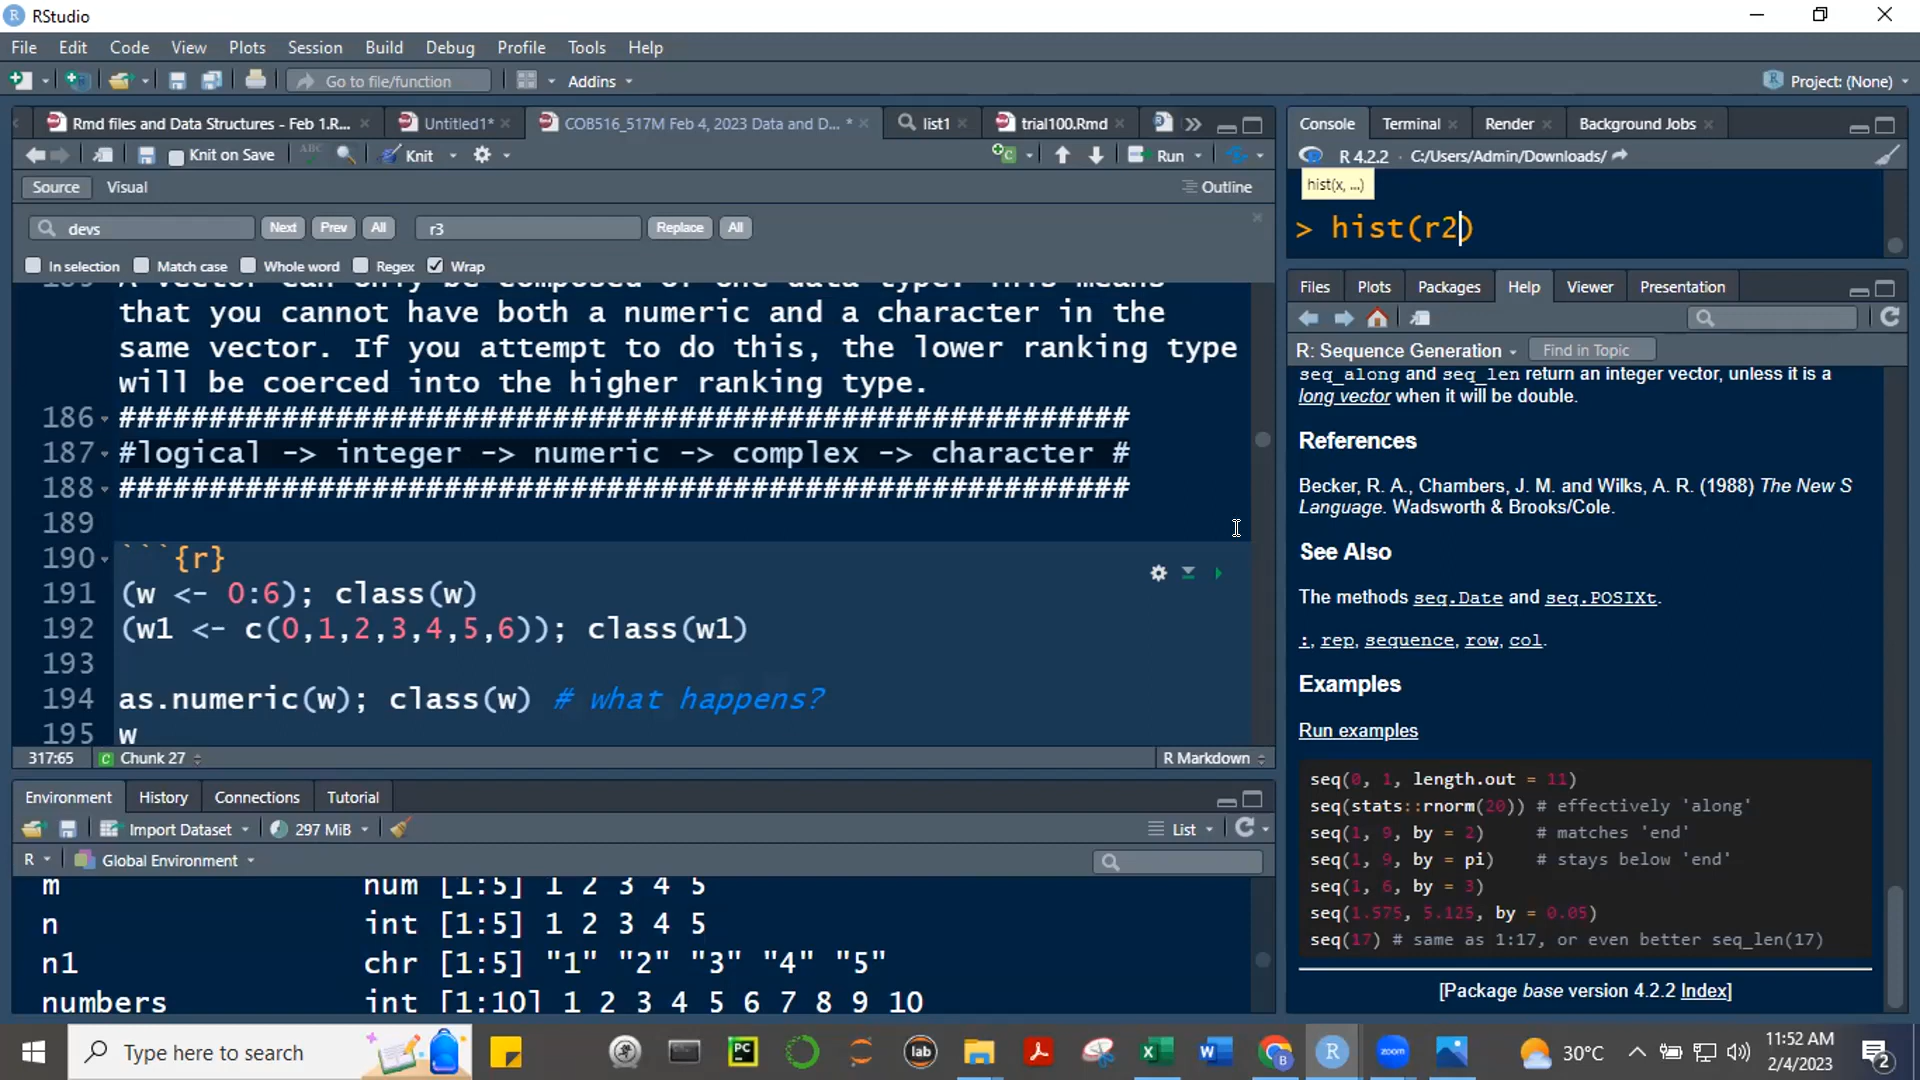 RStudio
File Edit Code View Plots Session Build Debug Profile Tools Help
Go to file/function Addins Project: (None)
Rmd files and Data Structures - Feb 1.R... Untitled1* COB516_517M Feb 4, 2023 Data and D... * list1 trial100.Rmd
Knit on Save ABC Knit Run
Source Visual Outline
devs Next Prev All r3 Replace All
In selection Match case Whole word Regex Wrap
A vector can only be composed of one data type. This means
that you cannot have both a numeric and a character in the
same vector. If you attempt to do this, the lower ranking type
will be coerced into the higher ranking type.
186 ########################################################
187 #logical -> integer -> numeric -> complex -> character #
188 ########################################################
189
190 ```{r}
191 (w <- 0:6); class(w)
192 (w1 <- c(0,1,2,3,4,5,6)); class(w1)
193
194 as.numeric(w); class(w) # what happens?
195 w
317:65 Chunk 27 R Markdown
Environment History Connections Tutorial
Import Dataset 297 MiB List
R Global Environment
m num [1:5] 1 2 3 4 5
n int [1:5] 1 2 3 4 5
n1 chr [1:5] "1" "2" "3" "4" "5"
numbers int [1:10] 1 2 3 4 5 6 7 8 9 10
Console Terminal Render Background Jobs
R 4.2.2 · C:/Users/Admin/Downloads/
hist(x, ...)
> hist(r2)
Files Plots Packages Help Viewer Presentation
R: Sequence Generation Find in Topic
seq_along and seq_len return an integer vector, unless it is a
long vector when it will be double.
References
Becker, R. A., Chambers, J. M. and Wilks, A. R. (1988) The New S
Language. Wadsworth & Brooks/Cole.
See Also
The methods seq.Date and seq.POSIXt.
:, rep, sequence, row, col.
Examples
Run examples
seq(0, 1, length.out = 11)
seq(stats::rnorm(20)) # effectively 'along'
seq(1, 9, by = 2) # matches 'end'
seq(1, 9, by = pi) # stays below 'end'
seq(1, 6, by = 3)
seq(1.575, 5.125, by = 0.05)
seq(17) # same as 1:17, or even better seq_len(17)
[Package base version 4.2.2 Index]
Type here to search PC lab R zoom 30°C 11:52 AM
2/4/2023 2